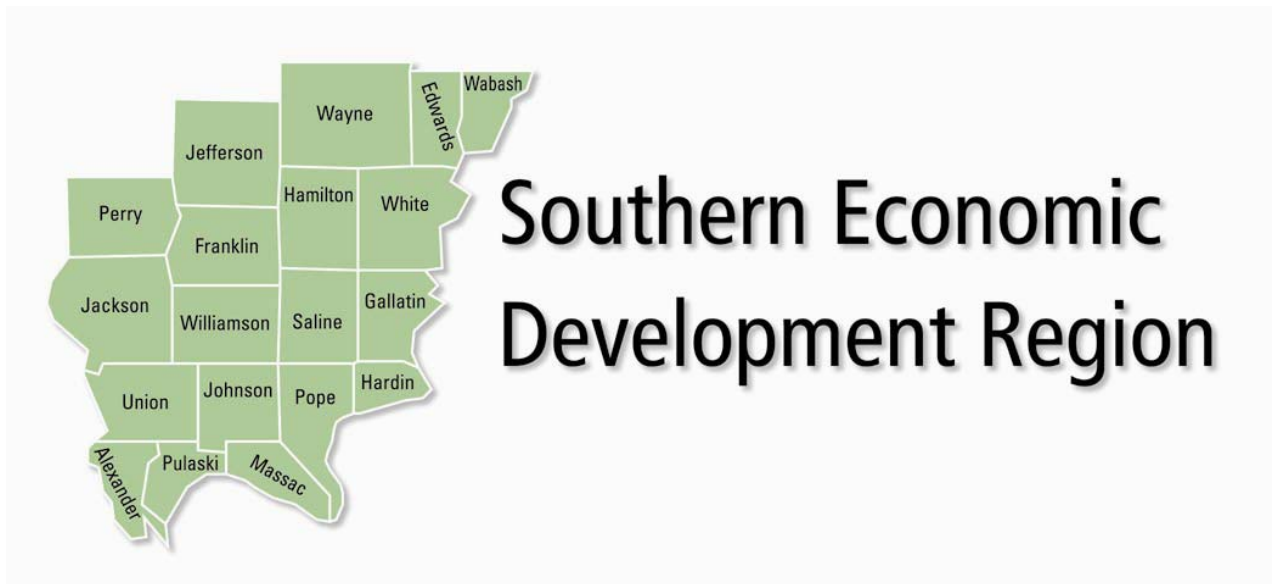 Wayne
Edwards
Wabash
Jefferson
Hamilton
White
Perry
Franklin
Jackson
Williamson
Saline
Gallatin
Union
Johnson
Pope
Hardin
Alexander
Pulaski
Massac
Southern Economic
Development Region